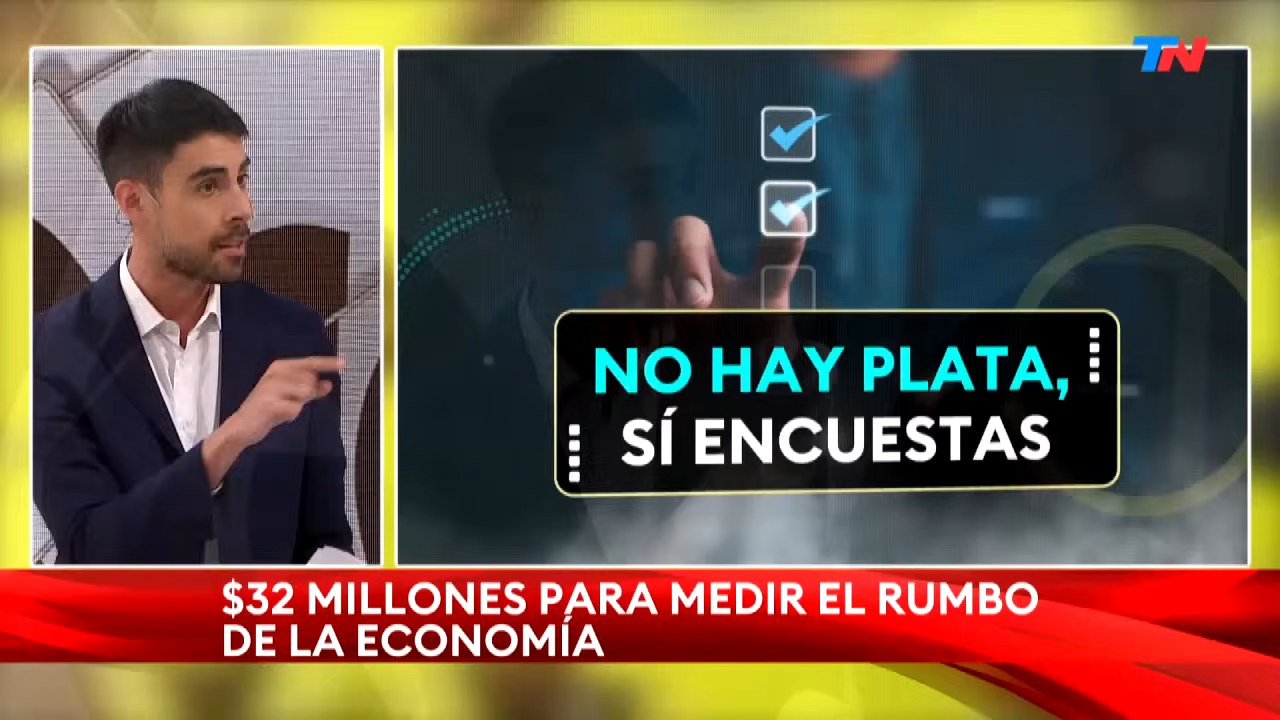 TN
NO HAY PLATA,
SÍ ENCUESTAS
$32 MILLONES PARA MEDIR EL RUMBO
DE LA ECONOMÍA